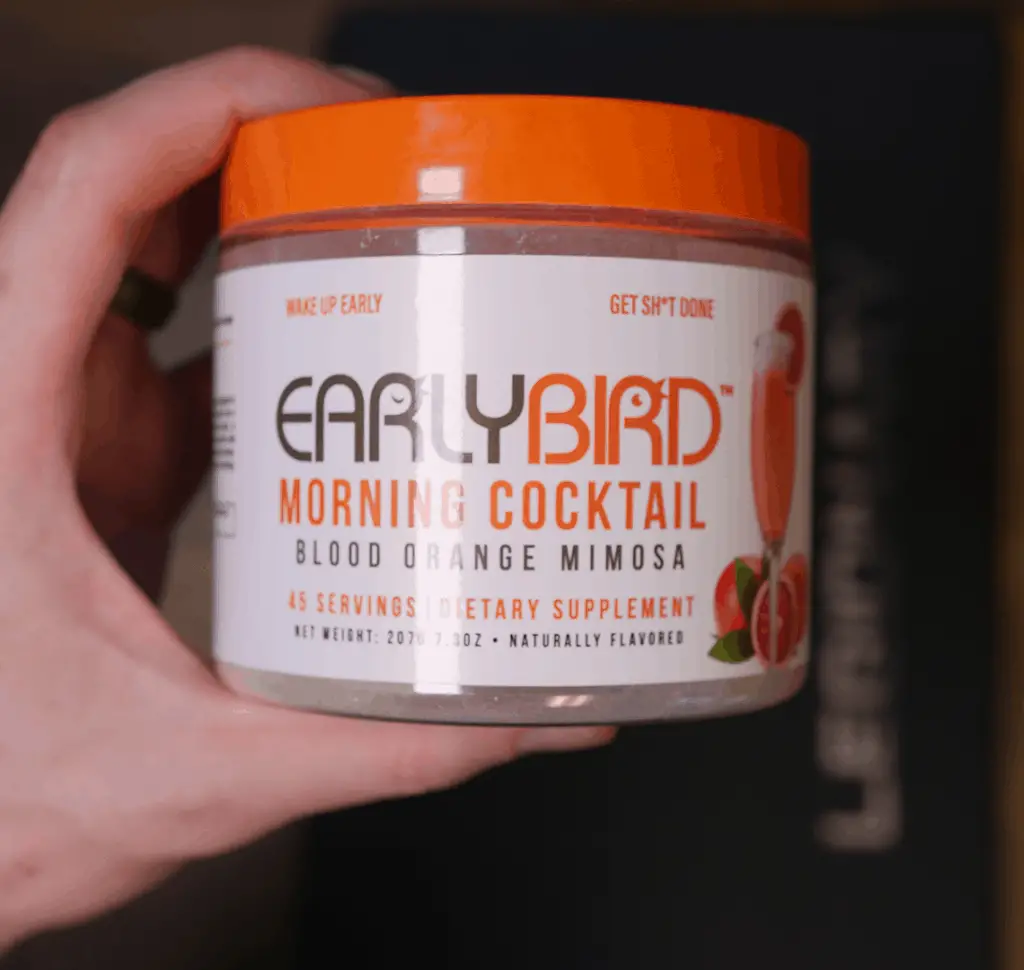 WAKE UP EARLY
GET SH*T DONE
EARLYBIRD™
MORNING COCKTAIL
BLOOD ORANGE MIMOSA
45 SERVINGS | DIETARY SUPPLEMENT
NET WEIGHT: 207G 7.3OZ • NATURALLY FLAVORED